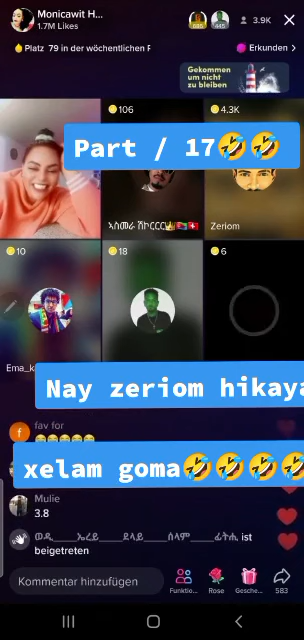 Monicawit H...
1.7M Likes
685
445
3.9K
Platz 79 in der wöchentlichen F
Erkunden >
Gekommen
um nicht
zu bleiben
106
4.3K
Part / 17🤣🤣
Zeriom
10
18
6
Ema_k
Nay zeriom hikaya
fav for
😂😂😂😂😂
xelam goma🤣🤣🤣🤣
Mulie
3.8
beigetreten
Kommentar hinzufügen
Funktio...
Rose
Gesche...
583